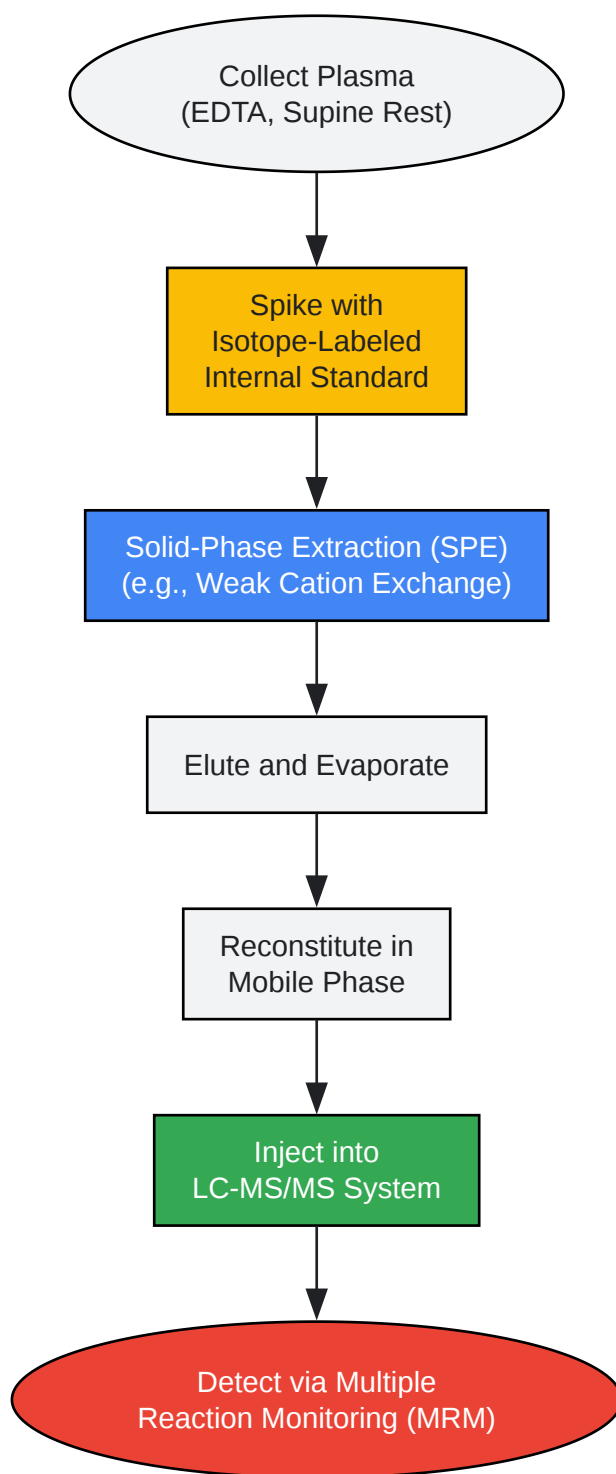 Collect Plasma
(EDTA, Supine Rest)
Spike with
Isotope-Labeled
Internal Standard
Solid-Phase Extraction (SPE)
(e.g., Weak Cation Exchange)
Elute and Evaporate
Reconstitute in
Mobile Phase
Inject into
LC-MS/MS System
Detect via Multiple
Reaction Monitoring (MRM)